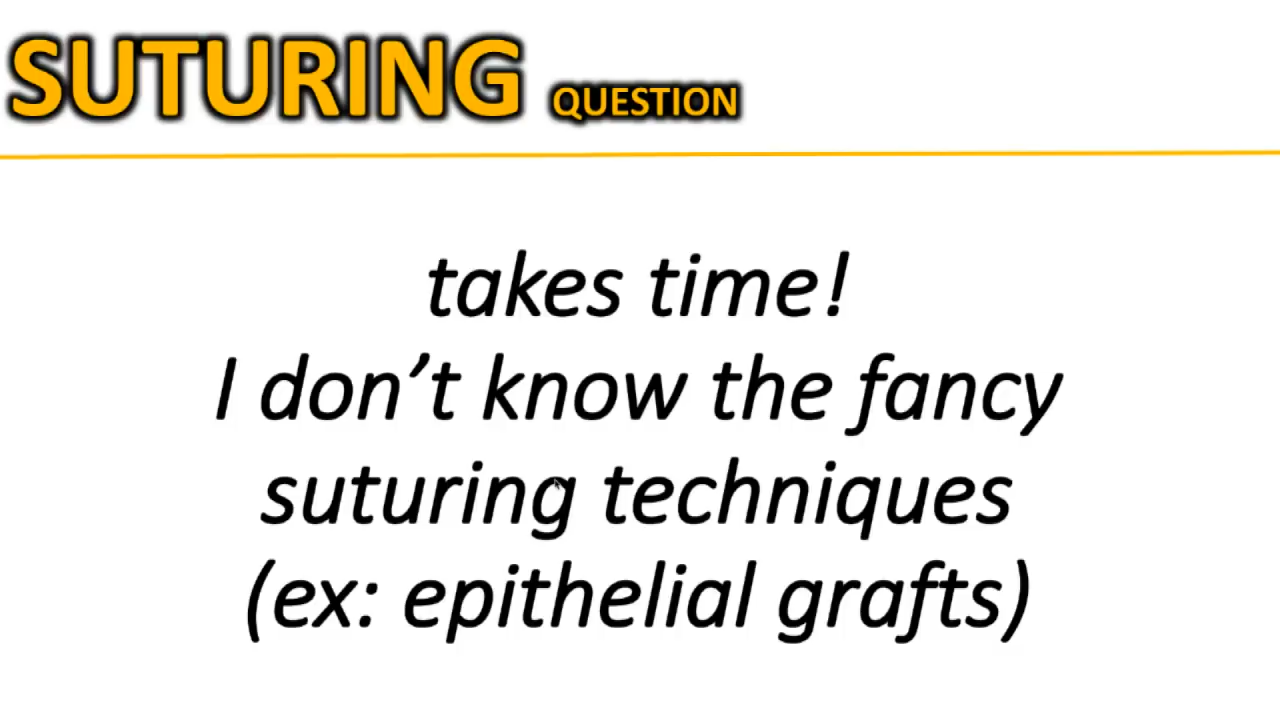 SUTURING QUESTION
takes time!
I don’t know the fancy
suturing techniques
(ex: epithelial grafts)